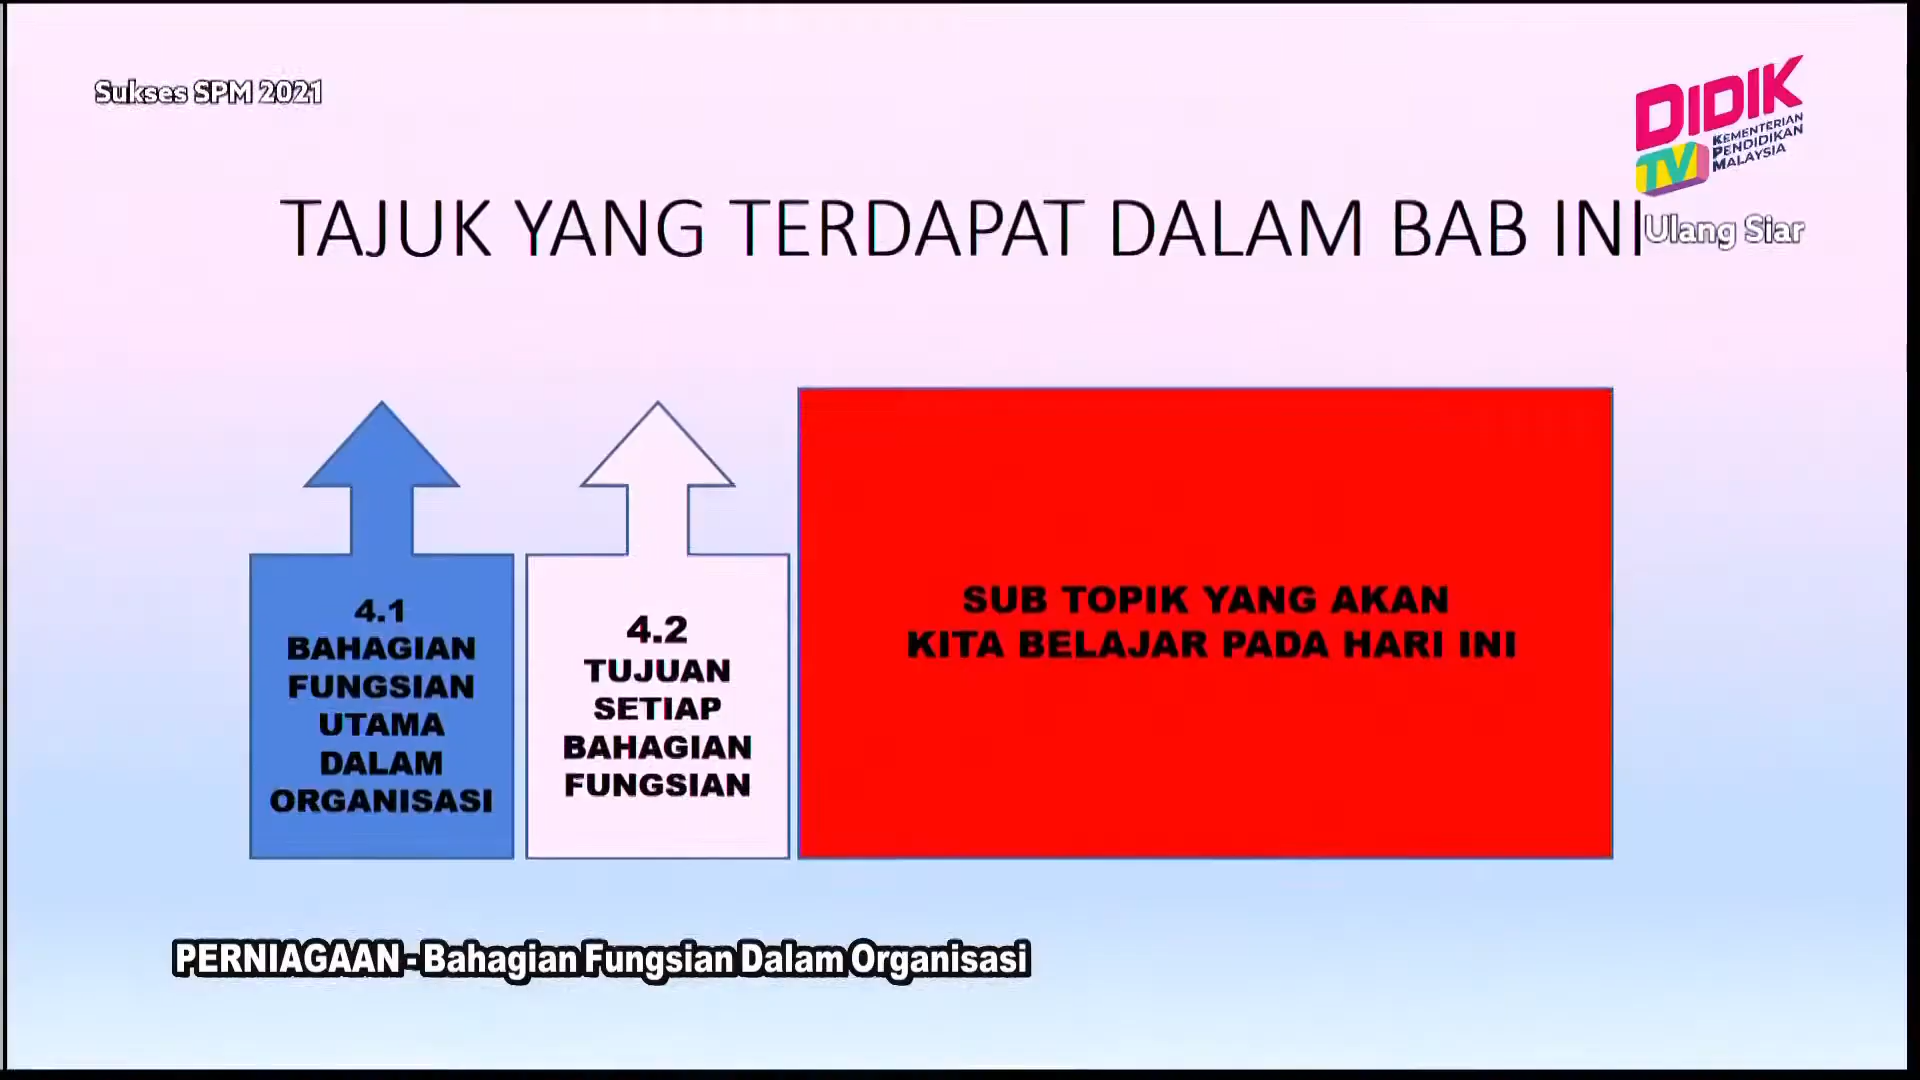 Sukses SPM 2021
DIDIK
TV
KEMENTERIAN
PENDIDIKAN
MALAYSIA
TAJUK YANG TERDAPAT DALAM BAB INI
Ulang Siar
4.1
BAHAGIAN
FUNGSIAN
UTAMA
DALAM
ORGANISASI
4.2
TUJUAN
SETIAP
BAHAGIAN
FUNGSIAN
SUB TOPIK YANG AKAN
KITA BELAJAR PADA HARI INI
PERNIAGAAN - Bahagian Fungsian Dalam Organisasi